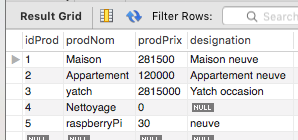 Result Grid Filter Rows: Search
idProd prodNom prodPrix designation
1 Maison 281500 Maison neuve
2 Appartement 120000 Appartement neuve
3 yatch 2815000 Yatch occasion
4 Nettoyage 0 NULL
5 raspberryPi 30 neuve
NULL NULL NULL NULL